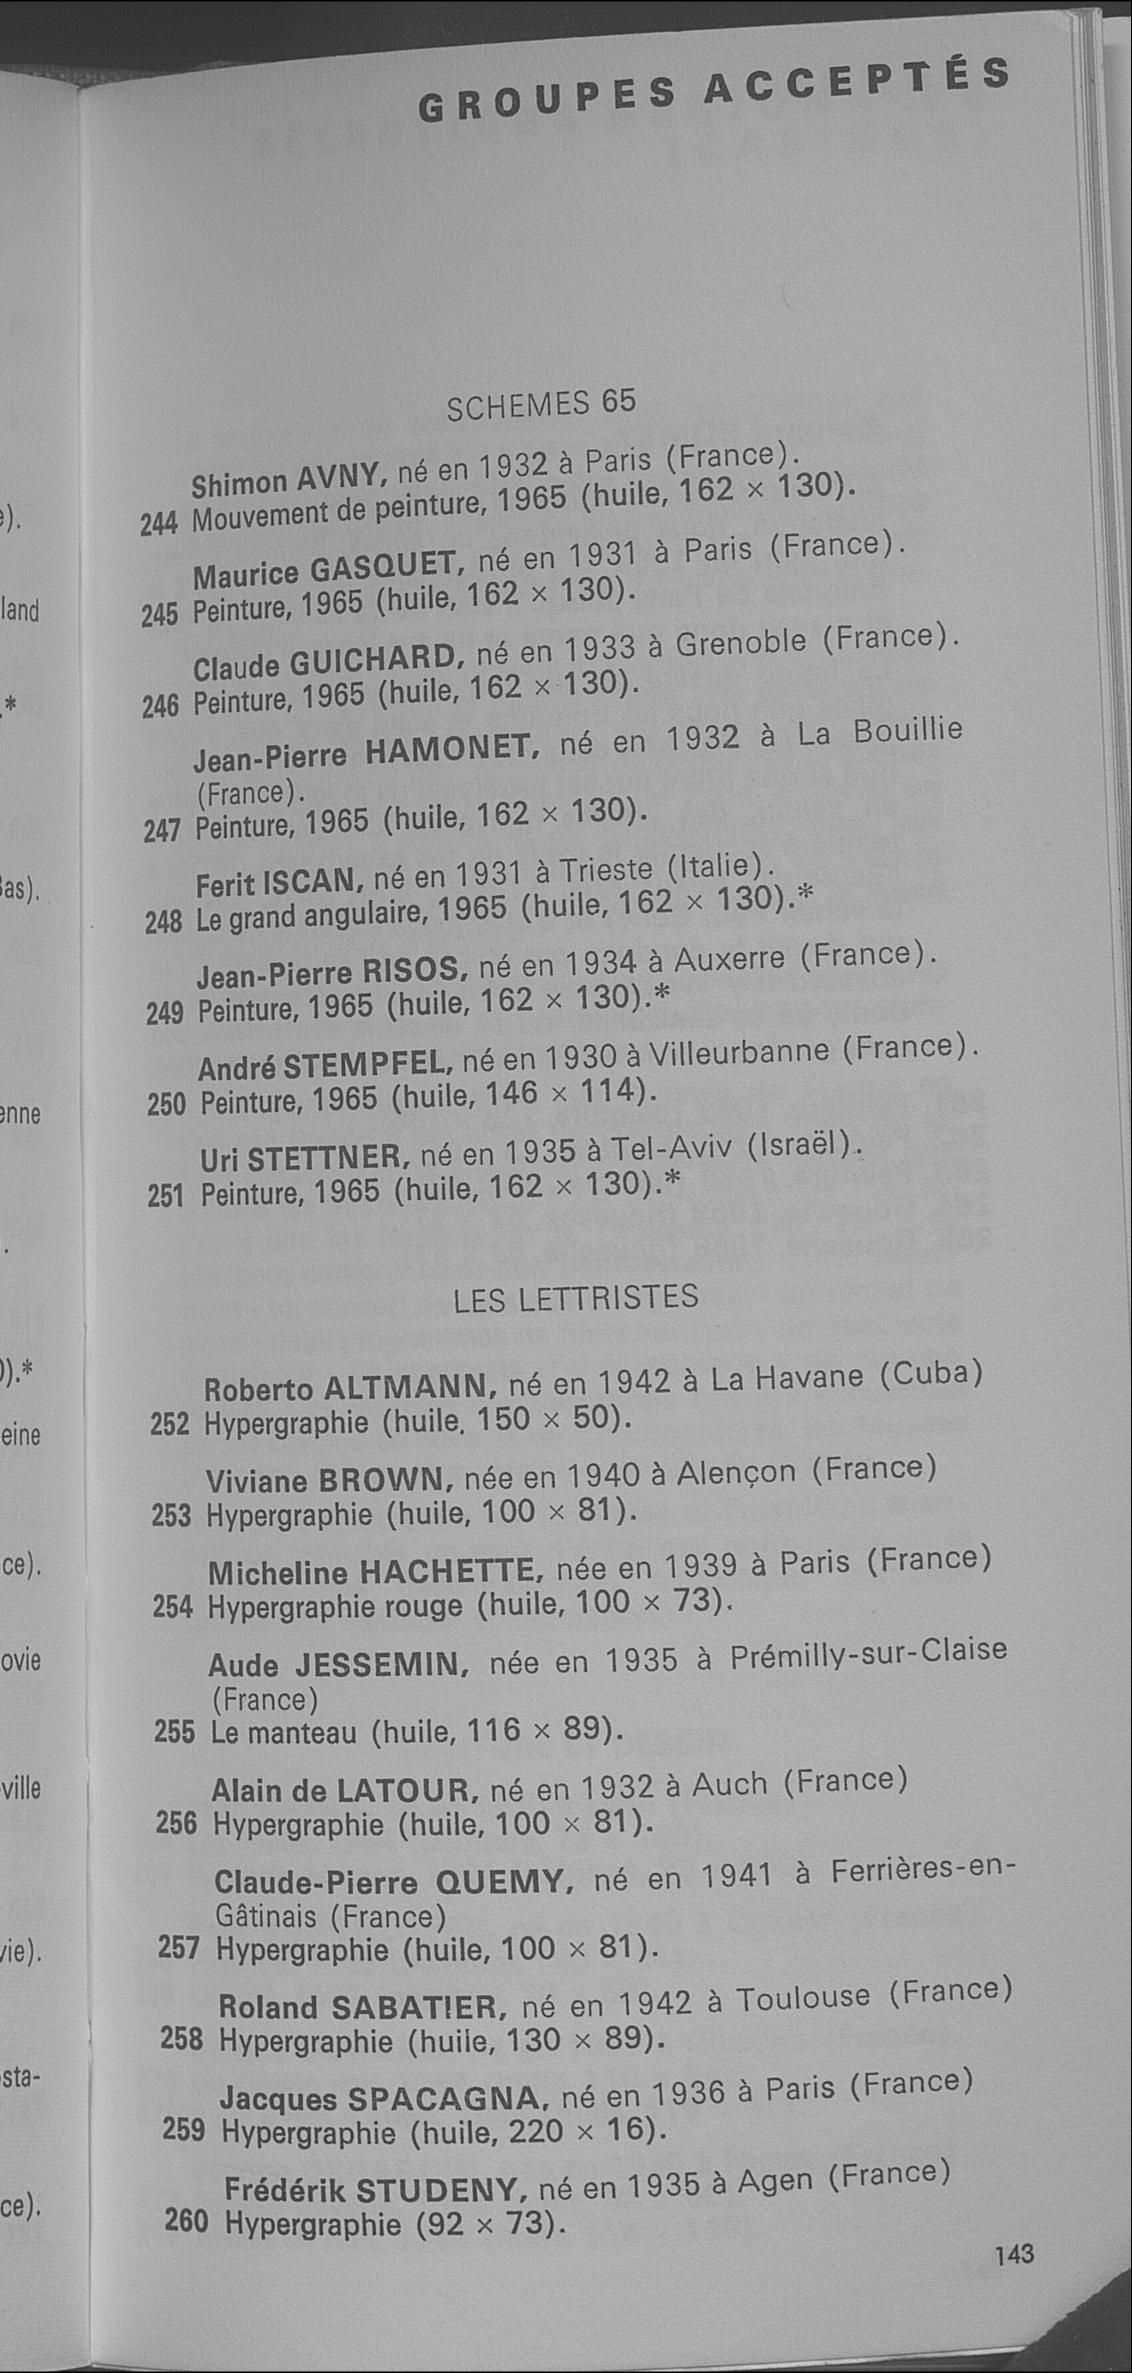 GROUPES ACCEPTÉS
SCHEMES 65
Shimon AVNY, né en 1932 à Paris (France).
244 Mouvement de peinture, 1965 (huile, 162 × 130).
Maurice GASQUET, né en 1931 à Paris (France).
245 Peinture, 1965 (huile, 162 × 130).
Claude GUICHARD, né en 1933 à Grenoble (France).
246 Peinture, 1965 (huile, 162 × 130).
Jean-Pierre HAMONET, né en 1932 à La Bouillie
(France).
247 Peinture, 1965 (huile, 162 × 130).
Ferit ISCAN, né en 1931 à Trieste (Italie).
248 Le grand angulaire, 1965 (huile, 162 × 130).*
Jean-Pierre RISOS, né en 1934 à Auxerre (France).
249 Peinture, 1965 (huile, 162 × 130).*
André STEMPFEL, né en 1930 à Villeurbanne (France).
250 Peinture, 1965 (huile, 146 × 114).
Uri STETTNER, né en 1935 à Tel-Aviv (Israël).
251 Peinture, 1965 (huile, 162 × 130).*
LES LETTRISTES
Roberto ALTMANN, né en 1942 à La Havane (Cuba)
252 Hypergraphie (huile, 150 × 50).
Viviane BROWN, née en 1940 à Alençon (France)
253 Hypergraphie (huile, 100 × 81).
Micheline HACHETTE, née en 1939 à Paris (France)
254 Hypergraphie rouge (huile, 100 × 73).
Aude JESSEMIN, née en 1935 à Prémilly-sur-Claise
(France)
255 Le manteau (huile, 116 × 89).
Alain de LATOUR, né en 1932 à Auch (France)
256 Hypergraphie (huile, 100 × 81).
Claude-Pierre QUEMY, né en 1941 à Ferrières-en-
Gâtinais (France)
257 Hypergraphie (huile, 100 × 81).
Roland SABATIER, né en 1942 à Toulouse (France)
258 Hypergraphie (huile, 130 × 89).
Jacques SPACAGNA, né en 1936 à Paris (France)
259 Hypergraphie (huile, 220 × 16).
Frédérik STUDENY, né en 1935 à Agen (France)
260 Hypergraphie (92 × 73).
143